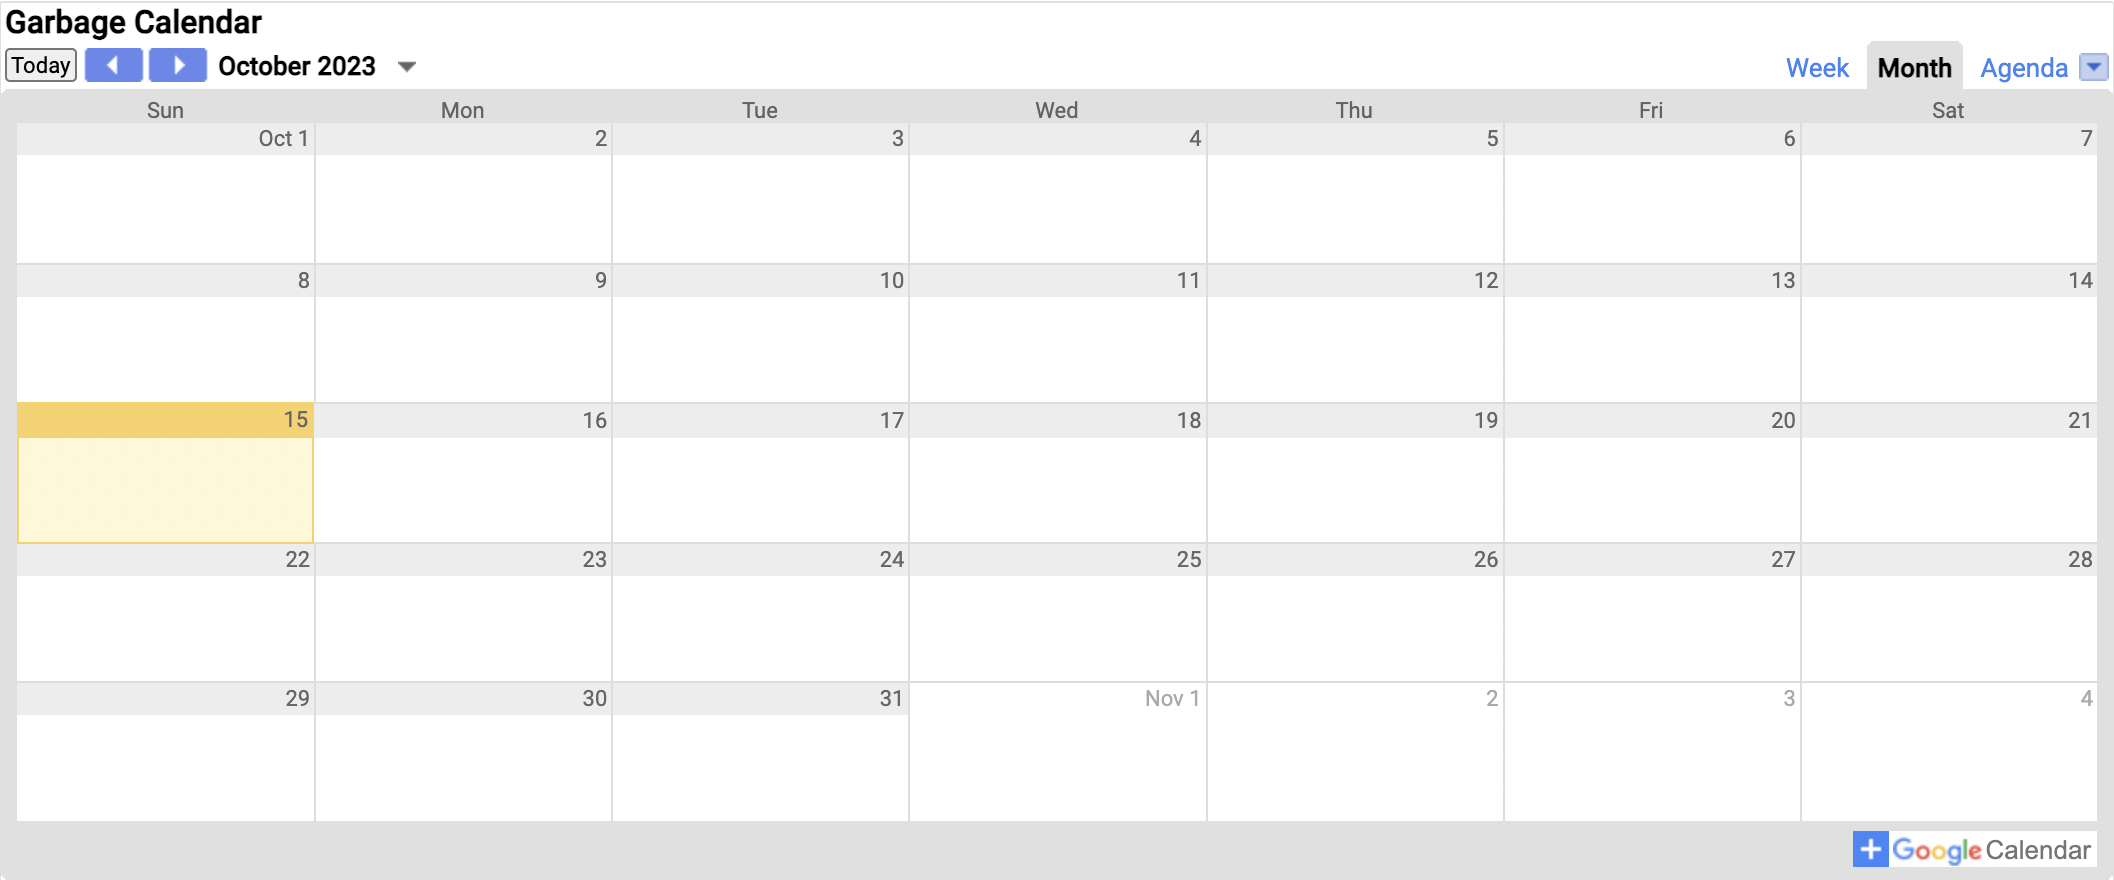 Garbage Calendar
Today October 2023 Week Month Agenda
Sun Mon Tue Wed Thu Fri Sat
Oct 1 2 3 4 5 6 7
8 9 10 11 12 13 14
15 16 17 18 19 20 21
22 23 24 25 26 27 28
29 30 31 Nov 1 2 3 4
+ Google Calendar